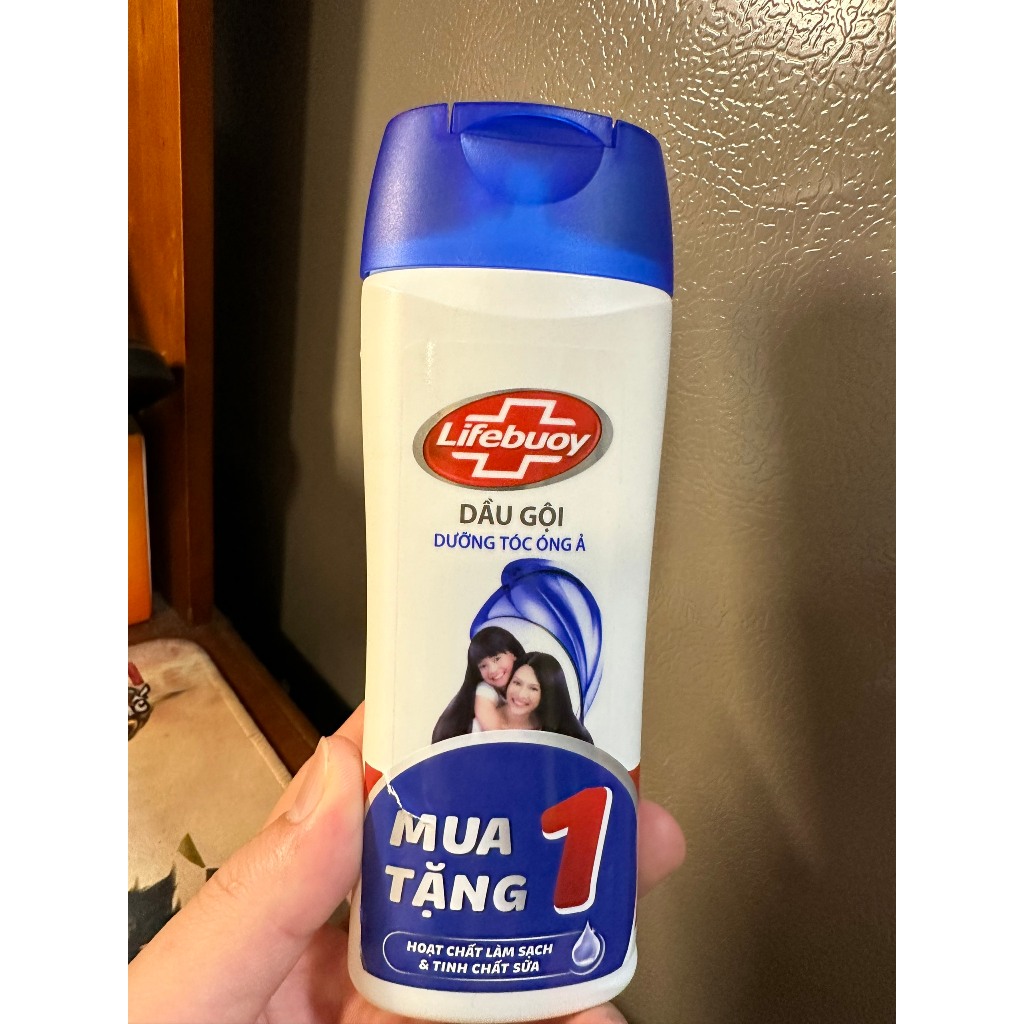 Lifebuoy
DẦU GỘI
DƯỠNG TÓC ÓNG Ả
MUA 1
TẶNG
HOẠT CHẤT LÀM SẠCH
& TINH CHẤT SỮA